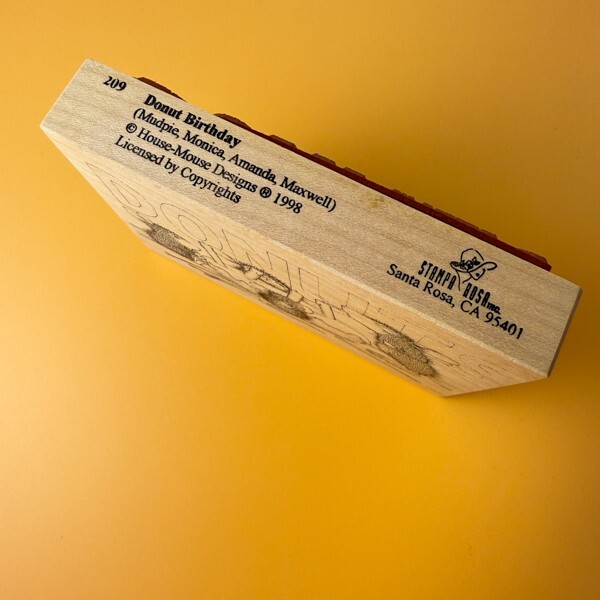 209
Donut Birthday
(Mudpie, Monica, Amanda, Maxwell)
© House-Mouse Designs ® 1998
Licensed by Copyrights
STAMPA ROSA INC.
Santa Rosa, CA 95401
DONUT